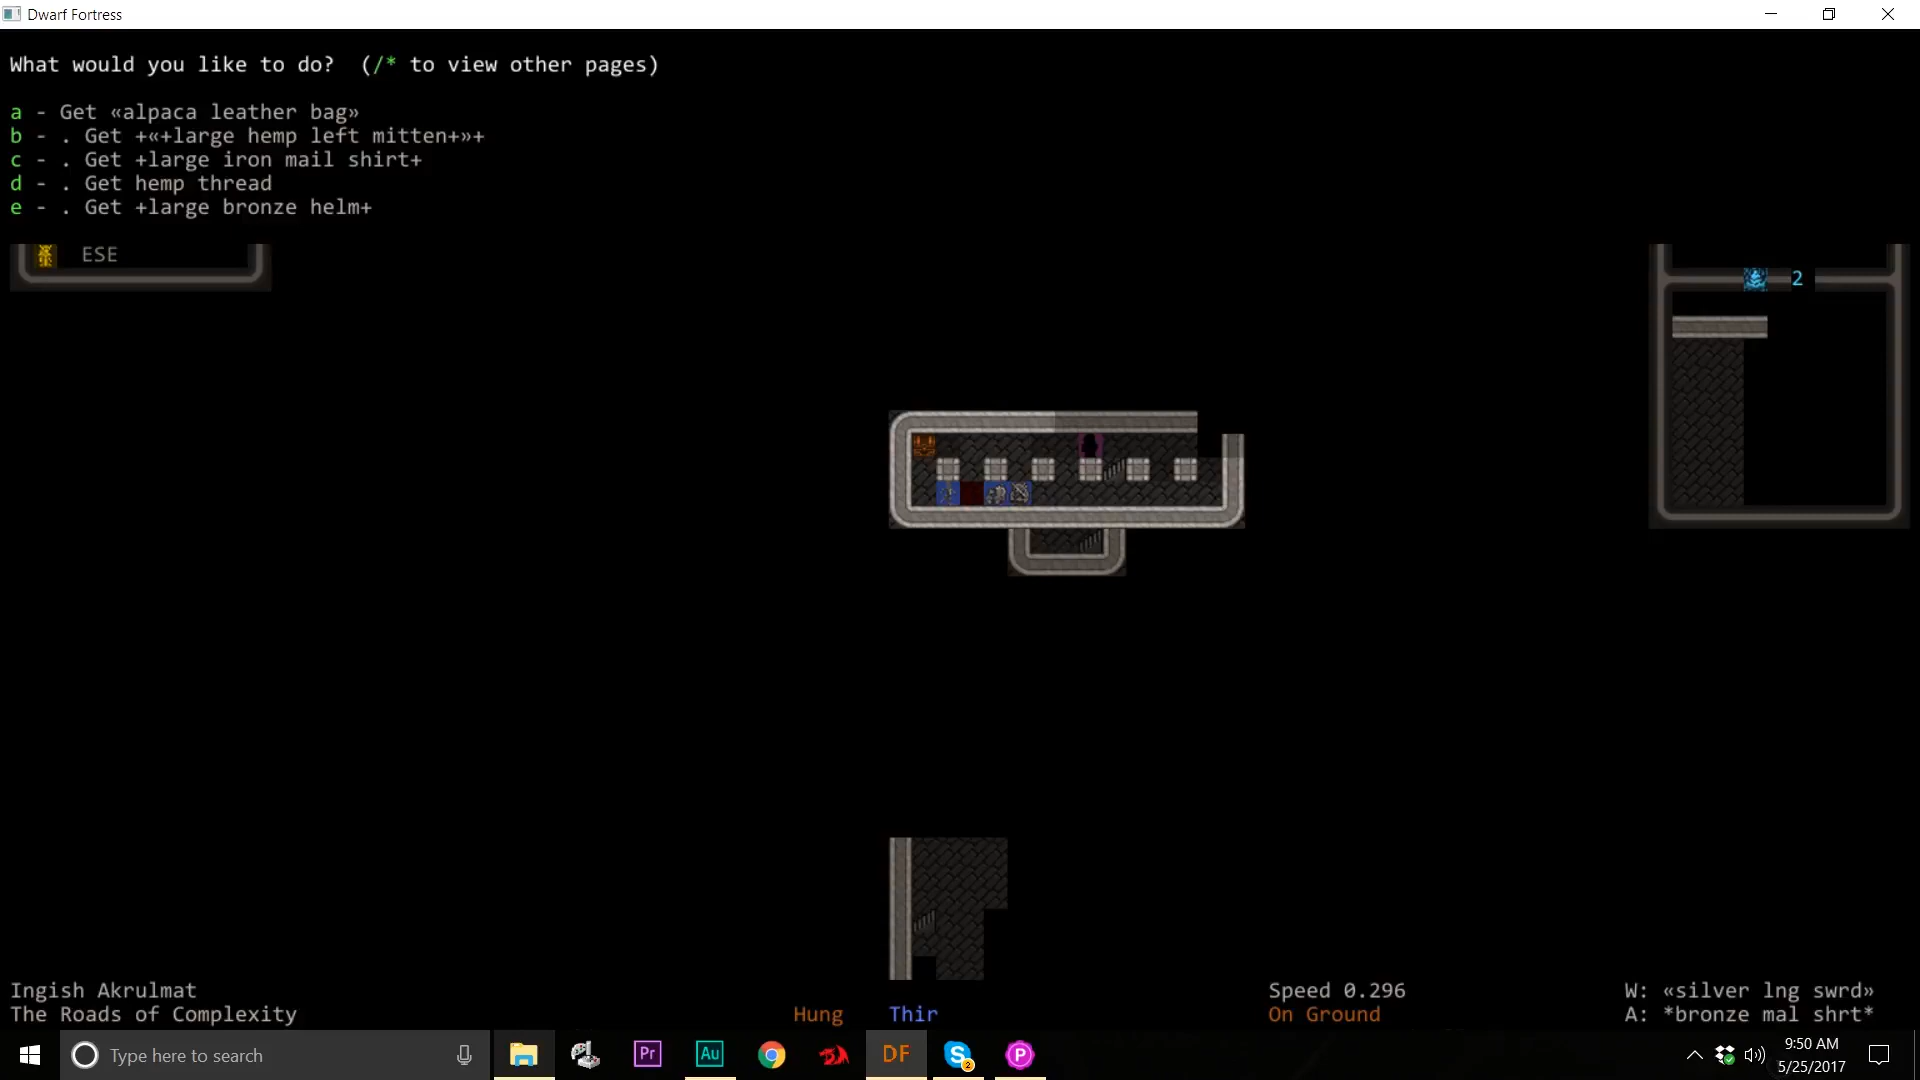 Dwarf Fortress
What would you like to do?  (/* to view other pages)
a - Get «alpaca leather bag»
b - . Get +«+large hemp left mitten+»+
c - . Get +large iron mail shirt+
d - . Get hemp thread
e - . Get +large bronze helm+
ESE
2
Ingish Akrulmat
The Roads of Complexity
Hung
Thir
Speed 0.296
On Ground
W: «silver lng swrd»
A: *bronze mal shrt*
Type here to search
Pr
Au
DF
S
2
P
9:50 AM
5/25/2017